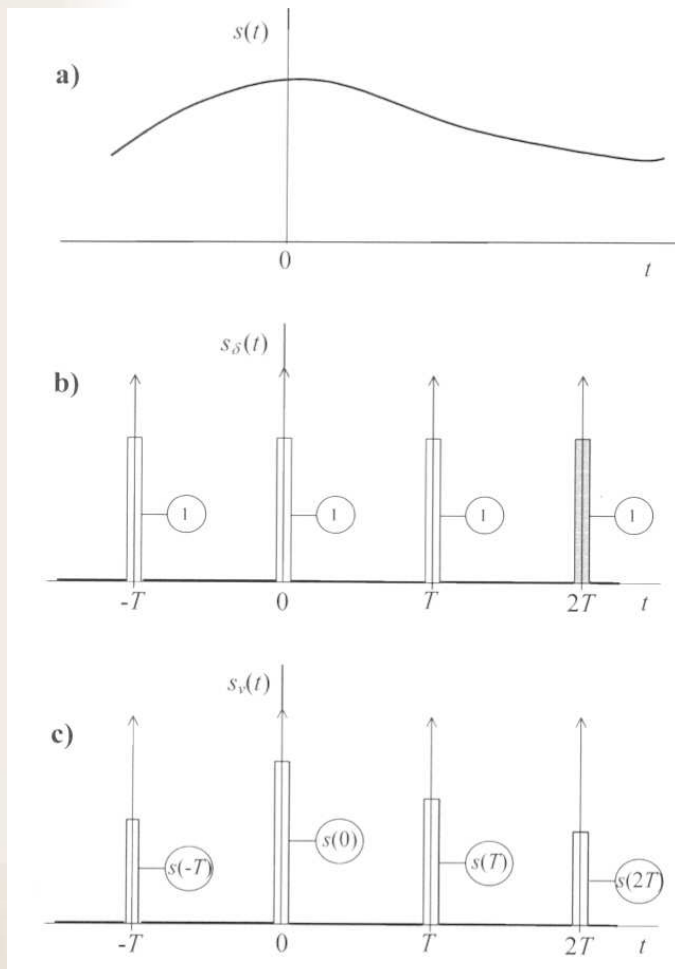 s(t)
a)
0 t
s_δ(t)
b)
1 1 1 1
-T 0 T 2T t
s_v(t)
c)
s(-T) s(0) s(T) s(2T)
-T 0 T 2T t